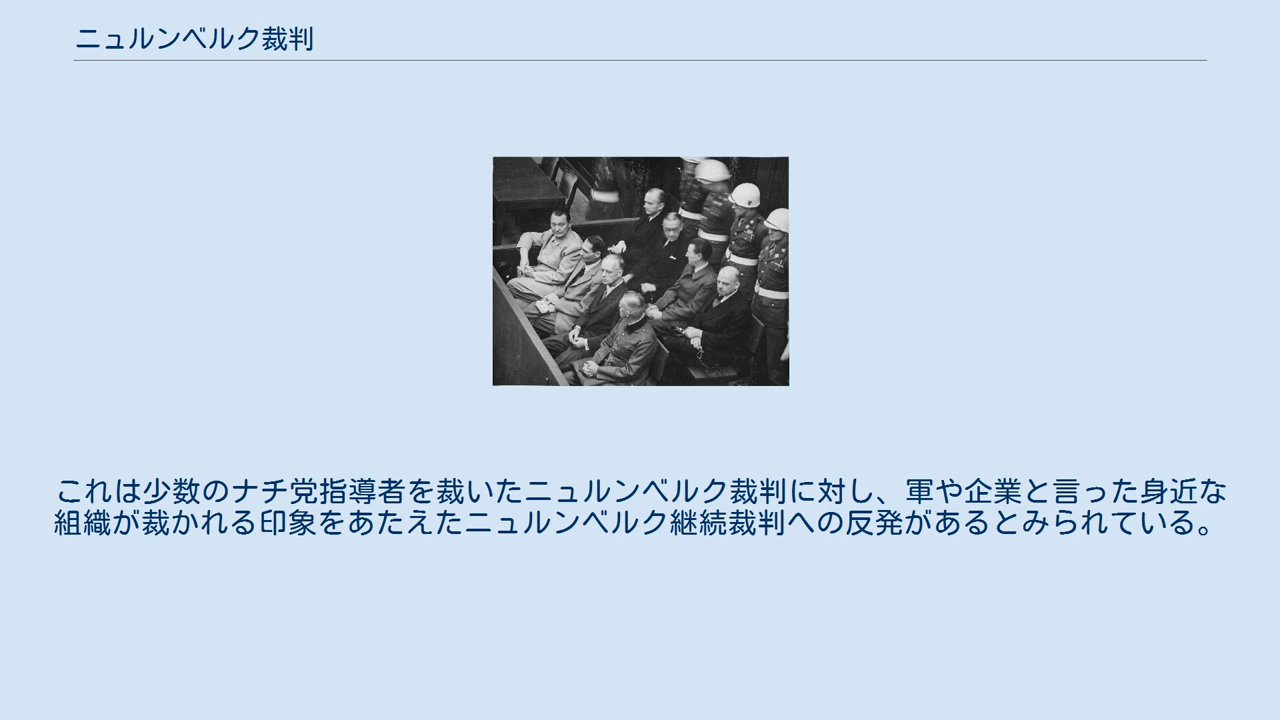 ニュルンベルク裁判
これは少数のナチ党指導者を裁いたニュルンベルク裁判に対し、軍や企業と言った身近な
組織が裁かれる印象をあたえたニュルンベルク継続裁判への反発があるとみられている。